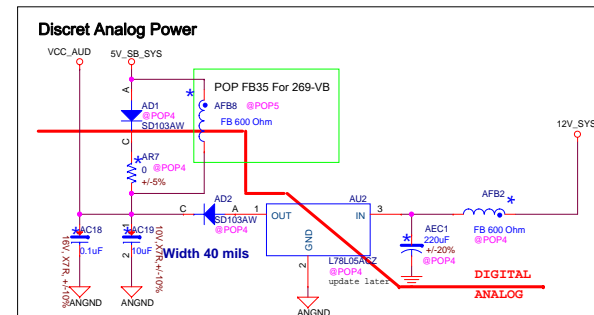 Discret Analog Power
VCC_AUD
5V_SB_SYS
POP FB35 For 269-VB
A
AD1
@POP4
SD103AW
C
*
AFB8 @POP5
FB 600 Ohm
12V_SYS
*
AR7
0 @POP4
+/-5%
AD2
C
A
SD103AW
@POP4
1
OUT
AU2
IN
3
GND
2
L78L05ACZ
@POP4
update later
AFB2
*
FB 600 Ohm
@POP4
*
AEC1
220uF
+/-20%
@POP4
*
AC18
0.1uF
16V, X7R, +/-10%
*
AC19
1
10uF
2
10V,X7R,+/-10%
Width 40 mils
ANGND
ANGND
ANGND
DIGITAL
ANALOG